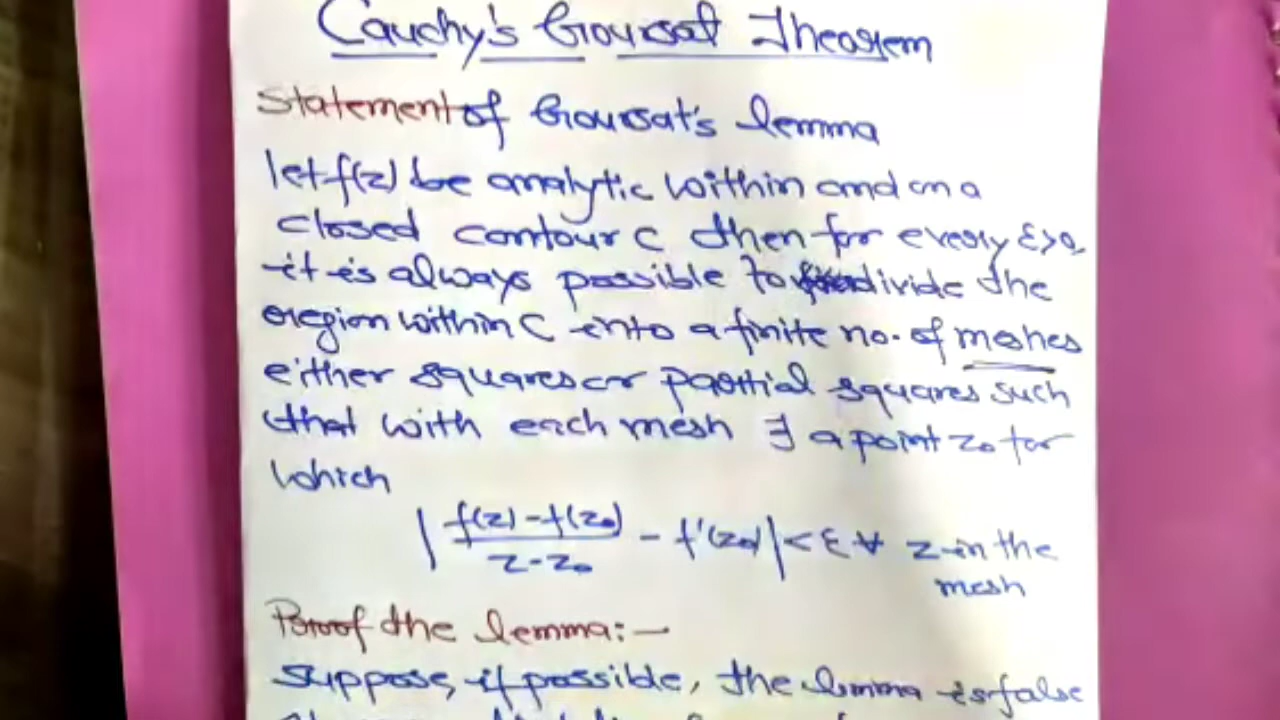 Cauchy's Goursat Theorem
Statement of Goursat's lemma
let f(z) be analytic within and on a
closed contour C then for every ε>0,
it is always possible to divide the
region within C into a finite no. of meshes
either squares or partial squares such
that with each mesh ∃ a point z₀ for
which
| f(z)-f(z₀) / z-z₀ - f'(z₀) | < ε ∀ z in the
mesh
Proof the lemma:-
Suppose, if possible, the lemma is false